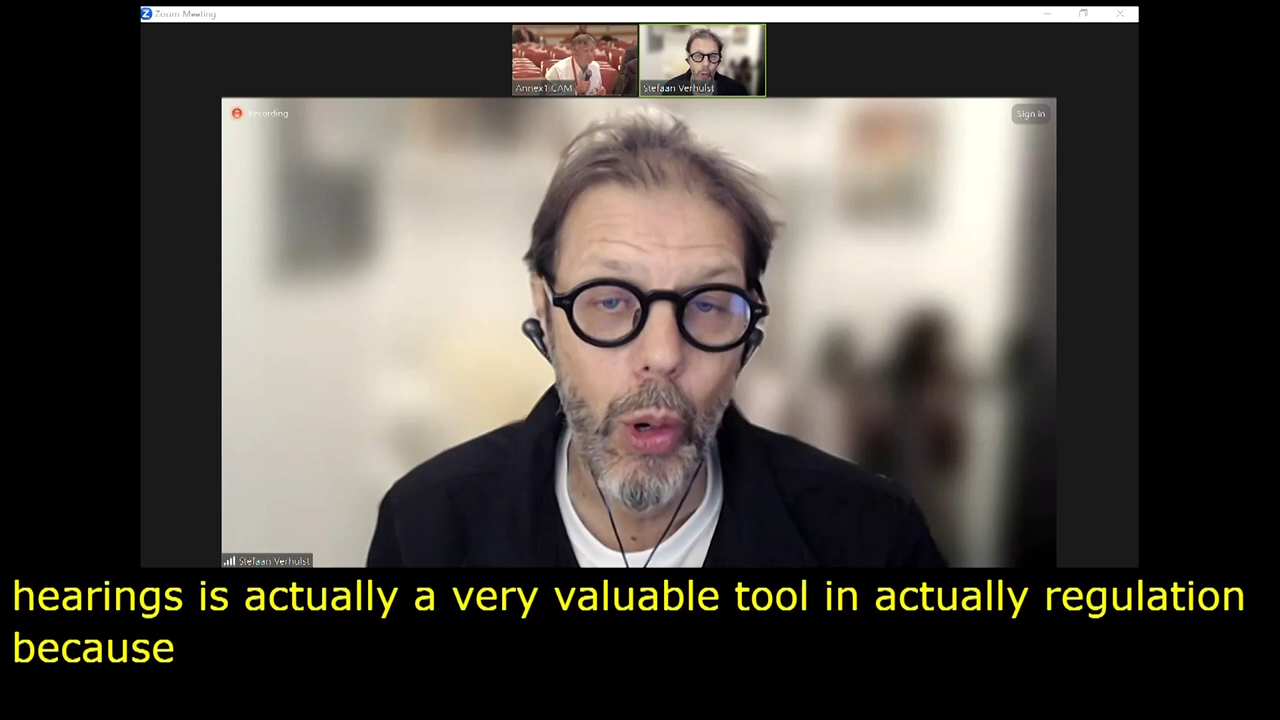 Zoom Meeting
Annex1 CAM
Stefaan Verhulst
Recording
Sign in
Stefaan Verhulst
hearings is actually a very valuable tool in actually regulation
because